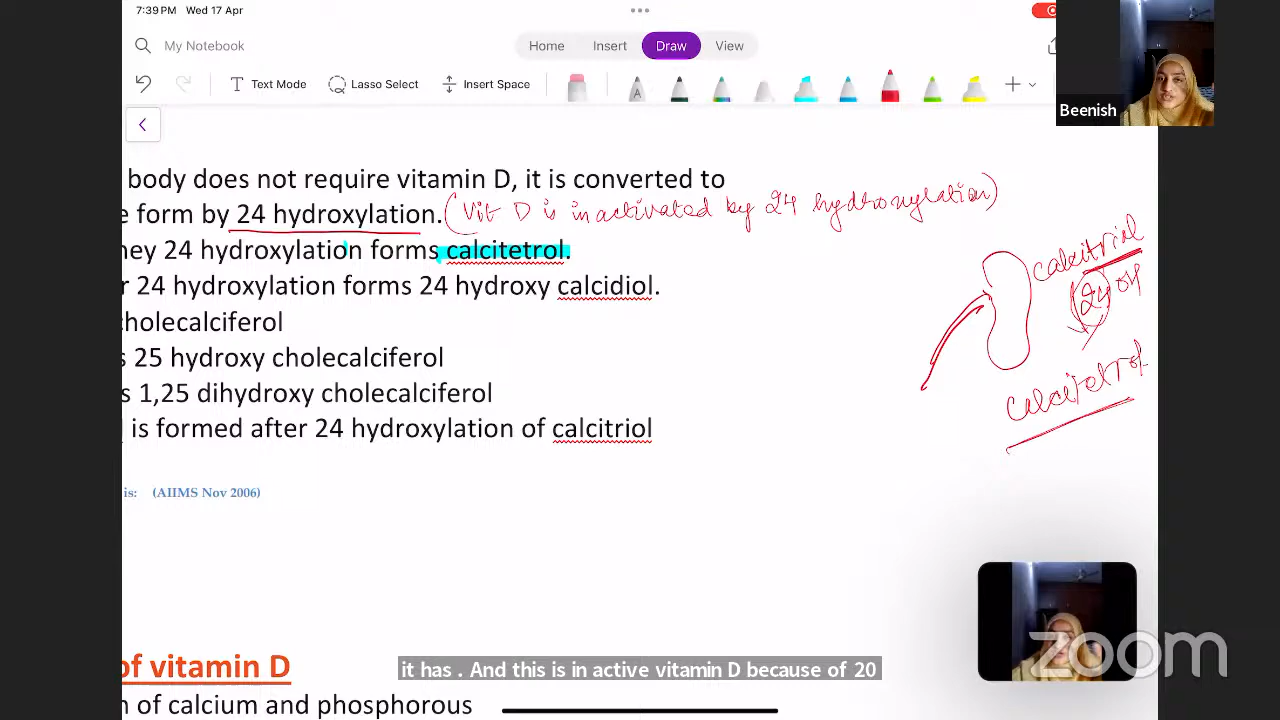 7:39 PM Wed 17 Apr
My Notebook
Home Insert Draw View
Text Mode Lasso Select Insert Space
Beenish
body does not require vitamin D, it is converted to
e form by 24 hydroxylation. (Vit D is inactivated by 24 hydroxylation)
ney 24 hydroxylation forms calcitetrol.
r 24 hydroxylation forms 24 hydroxy calcidiol.
cholecalciferol
s 25 hydroxy cholecalciferol
s 1,25 dihydroxy cholecalciferol
is formed after 24 hydroxylation of calcitriol
calcitriol
24 OH
calcitetrol
is: (AIIMS Nov 2006)
of vitamin D
n of calcium and phosphorous
it has . And this is in active vitamin D because of 20
zoom